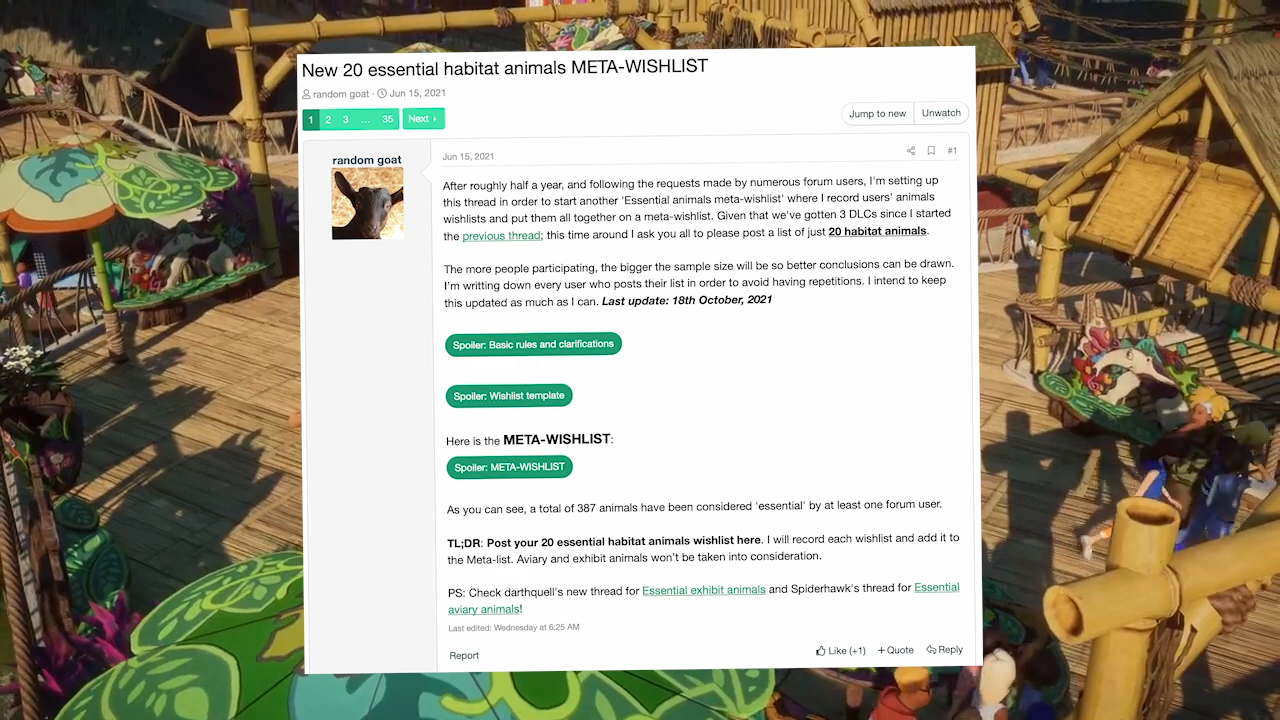 New 20 essential habitat animals META-WISHLIST
random goat · Jun 15, 2021
1 2 3 ... 35 Next
Jump to new Unwatch
random goat
Jun 15, 2021 #1
After roughly half a year, and following the requests made by numerous forum users, I'm setting up
this thread in order to start another 'Essential animals meta-wishlist' where I record users' animals
wishlists and put them all together on a meta-wishlist. Given that we've gotten 3 DLCs since I started
the previous thread; this time around I ask you all to please post a list of just 20 habitat animals.
The more people participating, the bigger the sample size will be so better conclusions can be drawn.
I'm writting down every user who posts their list in order to avoid having repetitions. I intend to keep
this updated as much as I can. Last update: 18th October, 2021
Spoiler: Basic rules and clarifications
Spoiler: Wishlist template
Here is the META-WISHLIST:
Spoiler: META-WISHLIST
As you can see, a total of 387 animals have been considered 'essential' by at least one forum user.
TL;DR: Post your 20 essential habitat animals wishlist here. I will record each wishlist and add it to
the Meta-list. Aviary and exhibit animals won't be taken into consideration.
PS: Check darthquell's new thread for Essential exhibit animals and Spiderhawk's thread for Essential
aviary animals!
Last edited: Wednesday at 6:25 AM
Report Like (+1) + Quote Reply